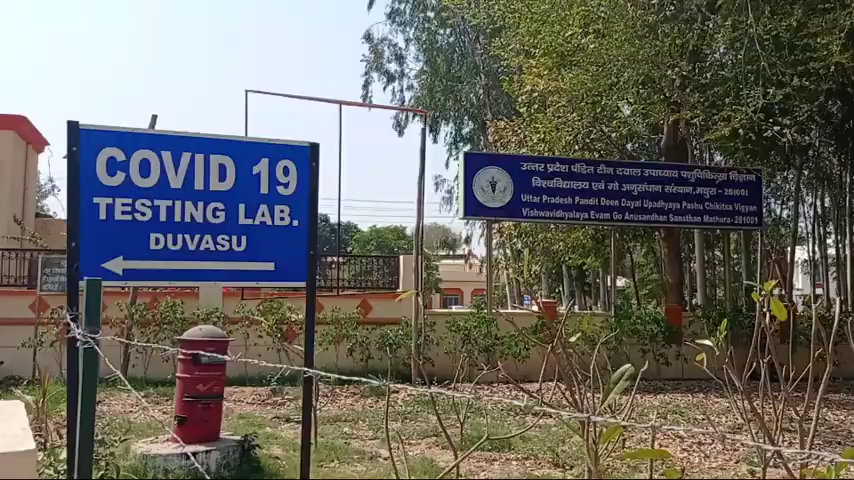 COVID 19
TESTING LAB.
DUVASU
उत्तर प्रदेश पंडित दीन दयाल उपाध्याय पशुचिकित्सा विज्ञान
विश्वविद्यालय एवं गो अनुसंधान संस्थान, मथुरा - 281001
Uttar Pradesh Pandit Deen Dayal Upadhyaya Pashu Chikitsa Vigyan
Vishwavidhyalaya Evam Go Anusandhan Sansthan Mathura-281001